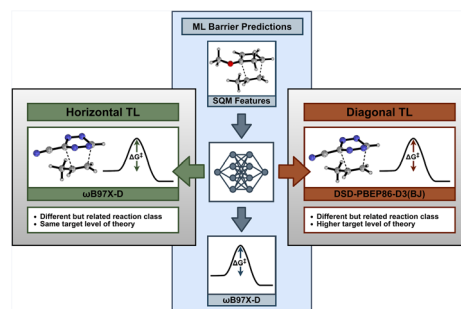 ML Barrier Predictions
SQM Features
Horizontal TL
ΔG‡
ωB97X-D
• Different but related reaction class
• Same target level of theory
Diagonal TL
ΔG‡
DSD-PBEP86-D3(BJ)
• Different but related reaction class
• Higher target level of theory
ΔG‡
ωB97X-D